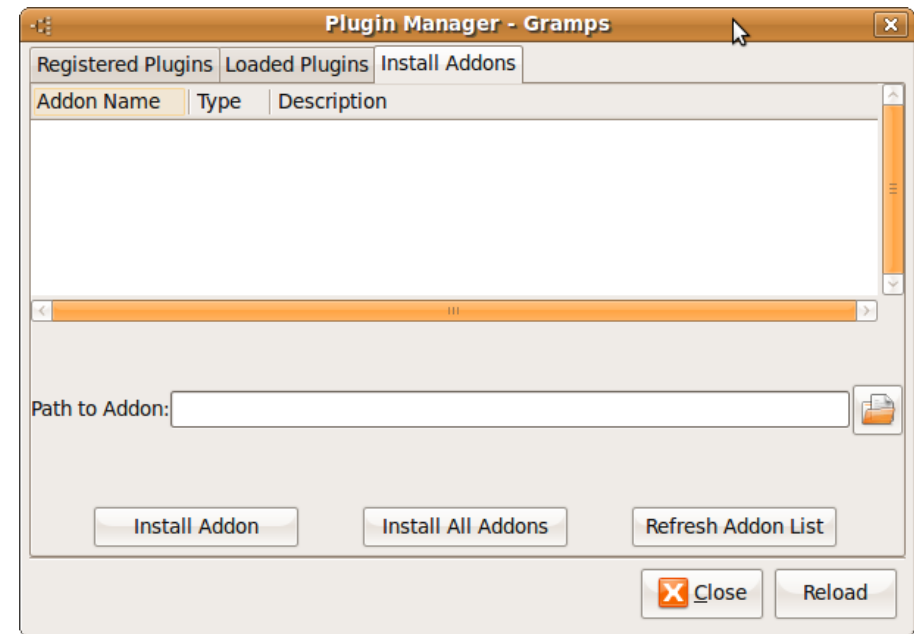 Plugin Manager - Gramps
Registered Plugins Loaded Plugins Install Addons
Addon Name Type Description
Path to Addon:
Install Addon Install All Addons Refresh Addon List
Close Reload